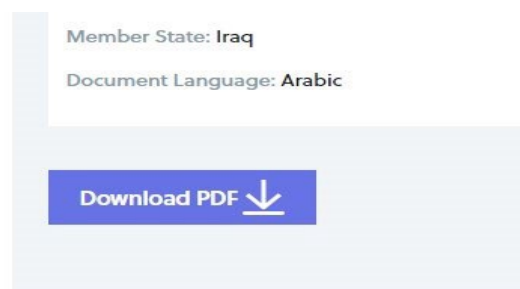 Member State: Iraq
Document Language: Arabic
Download PDF